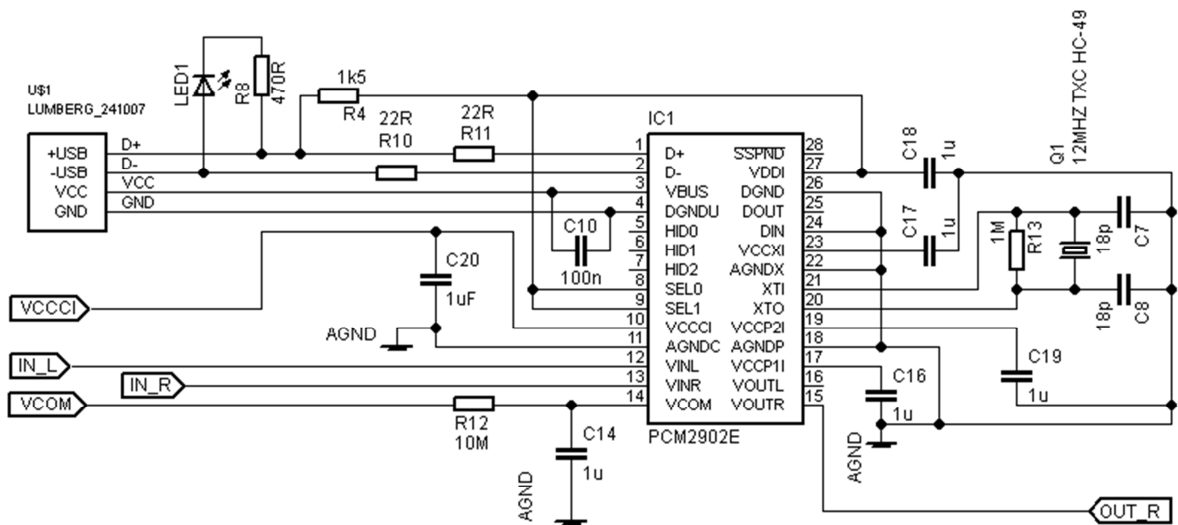 U$1
LUMBERG_241007
+USB
-USB
VCC
GND
D+
D-
VCC
GND
LED1
R8
470R
1k5
R4
22R
R10
22R
R11
C10
100n
C20
1uF
AGND
VCCCI
IN_L
IN_R
VCOM
R12
10M
C14
1u
AGND
IC1
1 D+
2 D-
3 VBUS
4 DGNDU
5 HID0
6 HID1
7 HID2
8 SEL0
9 SEL1
10 VCCCI
11 AGNDC
12 VINL
13 VINR
14 VCOM
SSPND 28
VDDI 27
DGND 26
DOUT 25
DIN 24
VCCXI 23
AGNDX 22
XTI 21
XTO 20
VCCP2I 19
AGNDP 18
VCCP1I 17
VOUTL 16
VOUTR 15
PCM2902E
C18
1u
C17
1u
Q1
12MHZ TXC HC-49
1M
R13
18p
C7
18p
C8
C19
1u
C16
1u
AGND
OUT_R